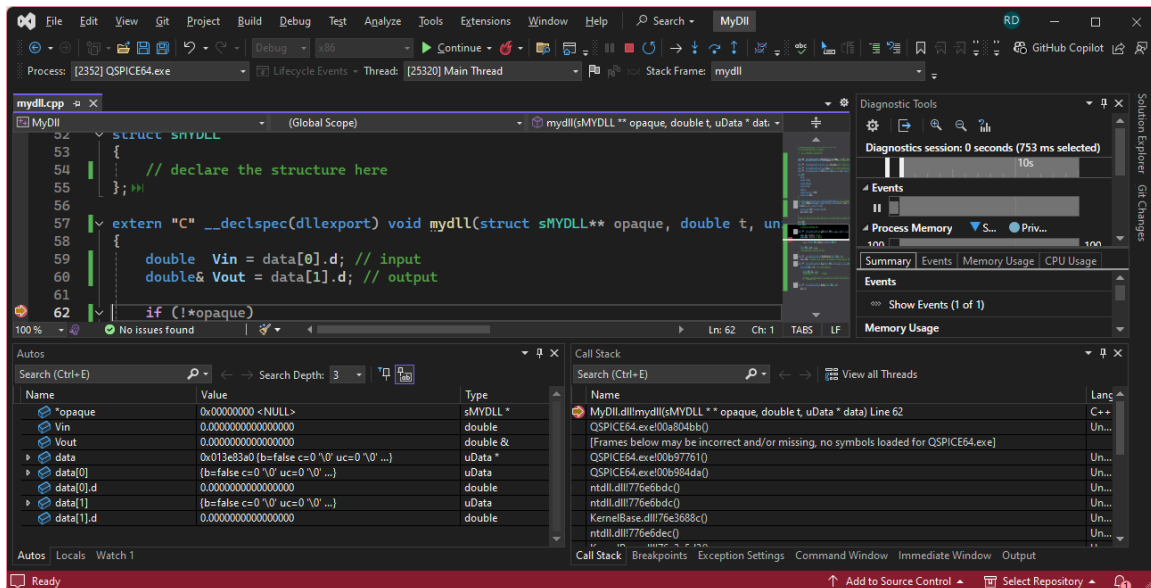 File Edit View Git Project Build Debug Test Analyze Tools Extensions Window Help Search MyDll RD
Debug x86 Continue GitHub Copilot
Process: [2352] QSPICE64.exe Lifecycle Events Thread: [25320] Main Thread Stack Frame: mydll
mydll.cpp
MyDll (Global Scope) mydll(sMYDLL ** opaque, double t, uData * data
52 struct sMYDLL
53 {
54 // declare the structure here
55 };
56
57 extern "C" __declspec(dllexport) void mydll(struct sMYDLL** opaque, double t, un
58 {
59 double Vin = data[0].d; // input
60 double& Vout = data[1].d; // output
61
62 if (!*opaque)
100 % No issues found Ln: 62 Ch: 1 TABS LF
Diagnostic Tools
Diagnostics session: 0 seconds (753 ms selected)
10s
Events
Process Memory S... Priv...
100 100
Summary Events Memory Usage CPU Usage
Events
Show Events (1 of 1)
Memory Usage
Solution Explorer
Git Changes
Autos
Search (Ctrl+E) Search Depth: 3
Name Value Type
*opaque 0x00000000 <NULL> sMYDLL *
Vin 0.0000000000000000 double
Vout 0.0000000000000000 double &
data 0x013e83a0 {b=false c=0 '\0' uc=0 '\0' ...} uData *
data[0] {b=false c=0 '\0' uc=0 '\0' ...} uData
data[0].d 0.0000000000000000 double
data[1] {b=false c=0 '\0' uc=0 '\0' ...} uData
data[1].d 0.0000000000000000 double
Autos Locals Watch 1
Call Stack
Search (Ctrl+E) View all Threads
Name Lang
MyDll.dll!mydll(sMYDLL * * opaque, double t, uData * data) Line 62 C++
QSPICE64.exe!00a804bb() Un...
[Frames below may be incorrect and/or missing, no symbols loaded for QSPICE64.exe]
QSPICE64.exe!00b97761() Un...
QSPICE64.exe!00b984da() Un...
ntdll.dll!776e6bdc() Un...
ntdll.dll!776e6bdc() Un...
KernelBase.dll!76e3688c() Un...
ntdll.dll!776e6dec() Un...
Call Stack Breakpoints Exception Settings Command Window Immediate Window Output
Ready Add to Source Control Select Repository 1